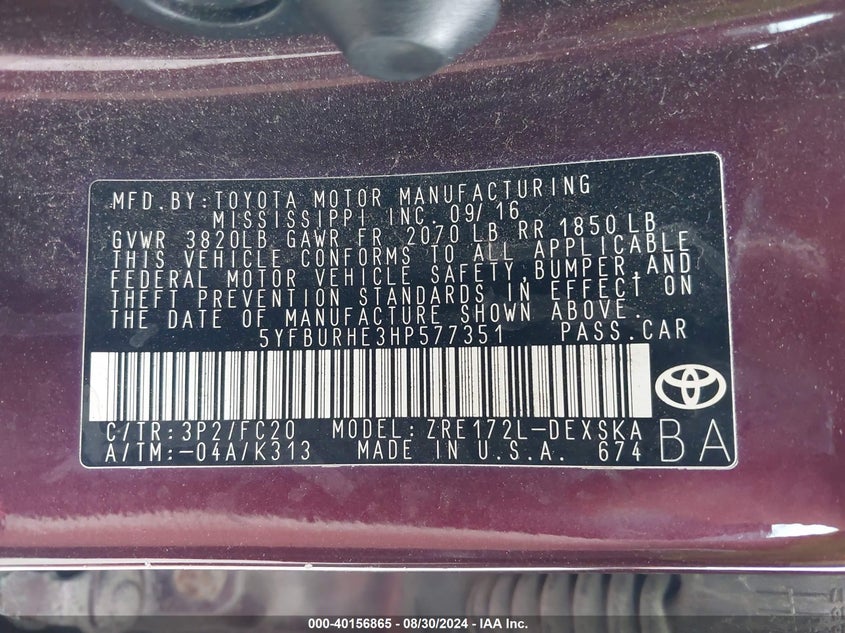 MFD.BY:TOYOTA MOTOR MANUFACTURING
MISSISSIPPI INC. 09/16
GVWR 3820LB GAWR FR 2070 LB RR 1850 LB
THIS VEHICLE CONFORMS TO ALL APPLICABLE
FEDERAL MOTOR VEHICLE SAFETY,BUMPER,AND
THEFT PREVENTION STANDARDS IN EFFECT ON
THE DATE OF MANUFACTURE SHOWN ABOVE.
5YFBURHE3HP577351 PASS.CAR
C/TR:3P2/FC20 MODEL:ZRE172L-DEXSKA
A/TM:-04A/K313 MADE IN U.S.A. 674
BA
000-40156865 - 08/30/2024 - IAA Inc.